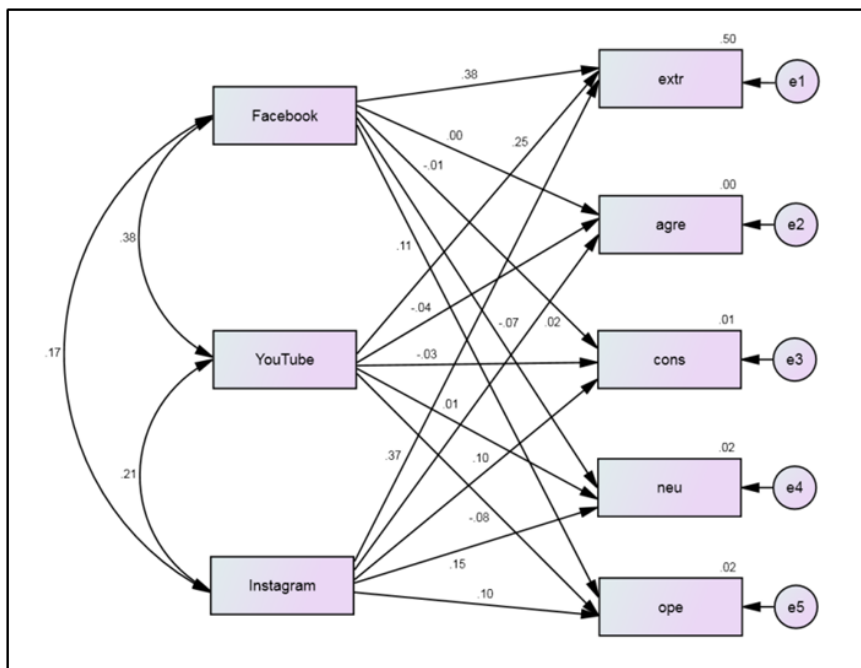 .50
extr
e1
.38
Facebook
.00
.25
-.01
.00
agre
e2
.11
.38
-.04
-.07
.02
.01
.17
YouTube
-.03
cons
e3
.01
.37
.10
.02
.21
neu
e4
-.08
.15
.02
Instagram
.10
ope
e5